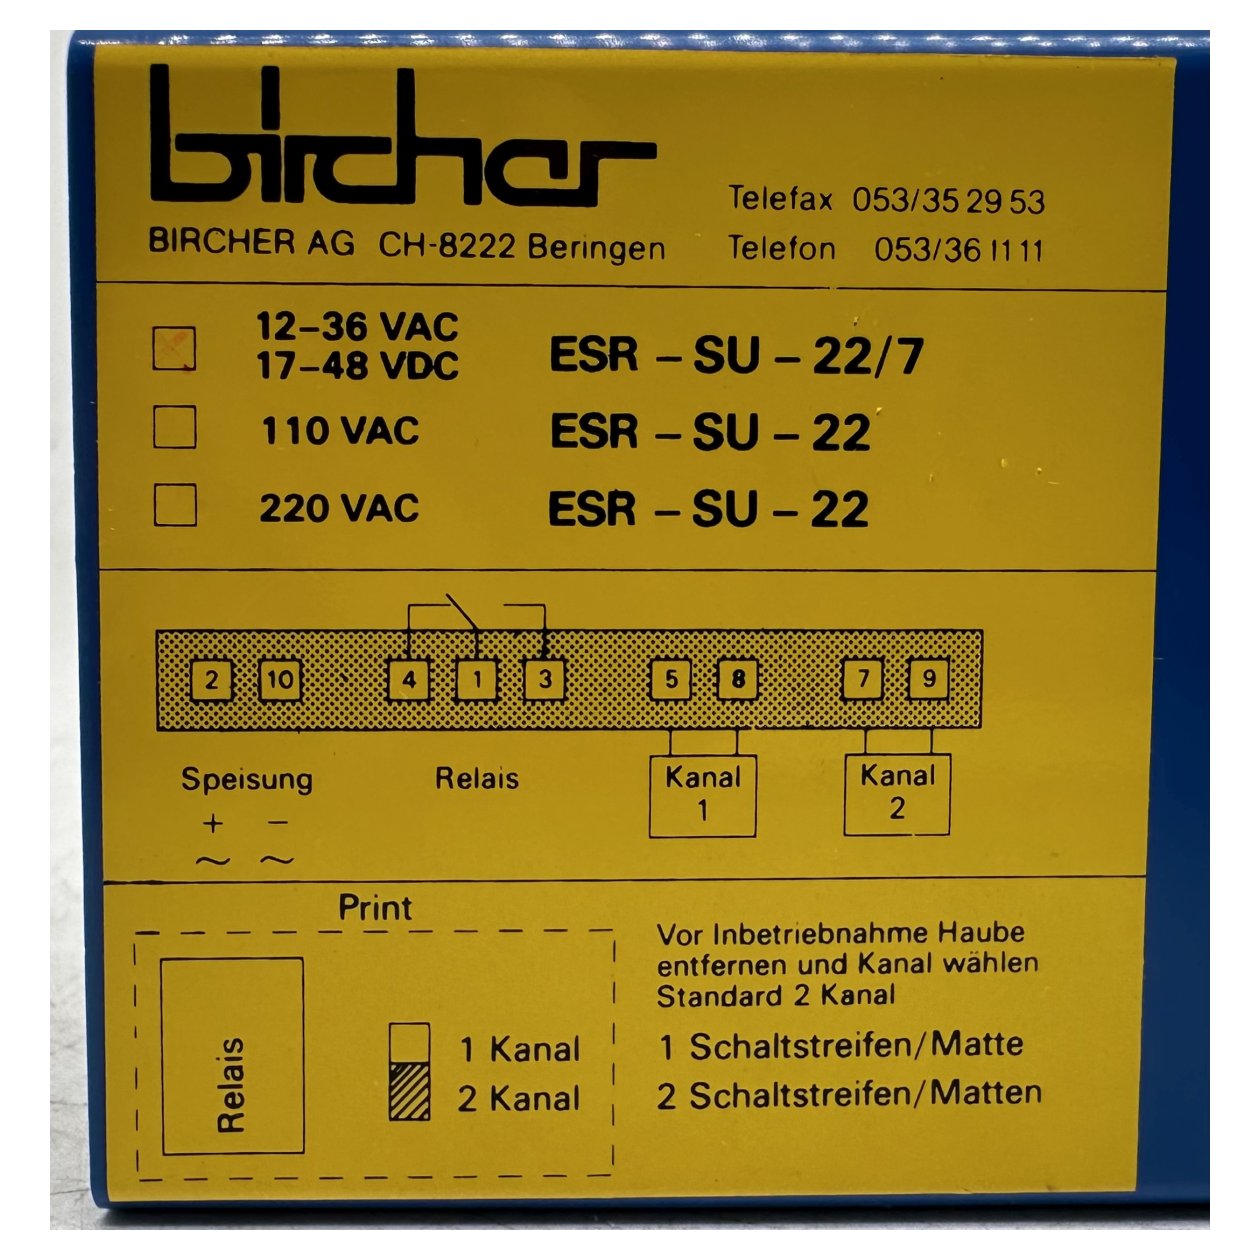 bircher
BIRCHER AG CH-8222 Beringen
Telefax 053/35 29 53
Telefon 053/36 11 11
12-36 VAC
17-48 VDC
ESR - SU - 22/7
110 VAC ESR - SU - 22
220 VAC ESR - SU - 22
2 10 4 1 3 5 8 7 9
Speisung Relais Kanal 1 Kanal 2
+ -
~ ~
Print
Relais
1 Kanal
2 Kanal
Vor Inbetriebnahme Haube
entfernen und Kanal wählen
Standard 2 Kanal
1 Schaltstreifen/Matte
2 Schaltstreifen/Matten